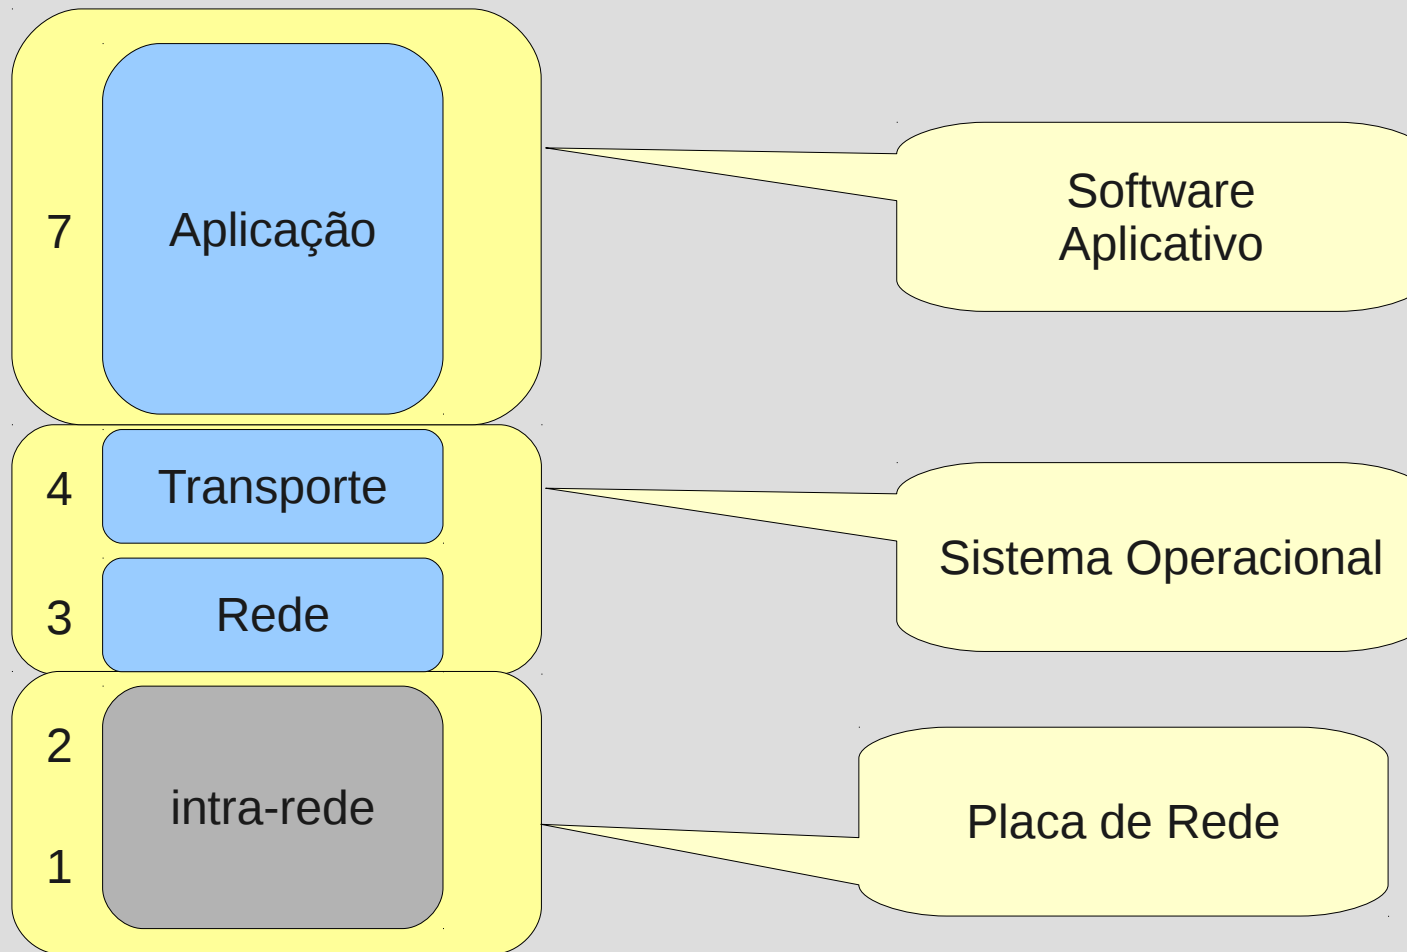 7
Aplicação
Software
Aplicativo
4
Transporte
Sistema Operacional
3
Rede
2
intra-rede
1
Placa de Rede